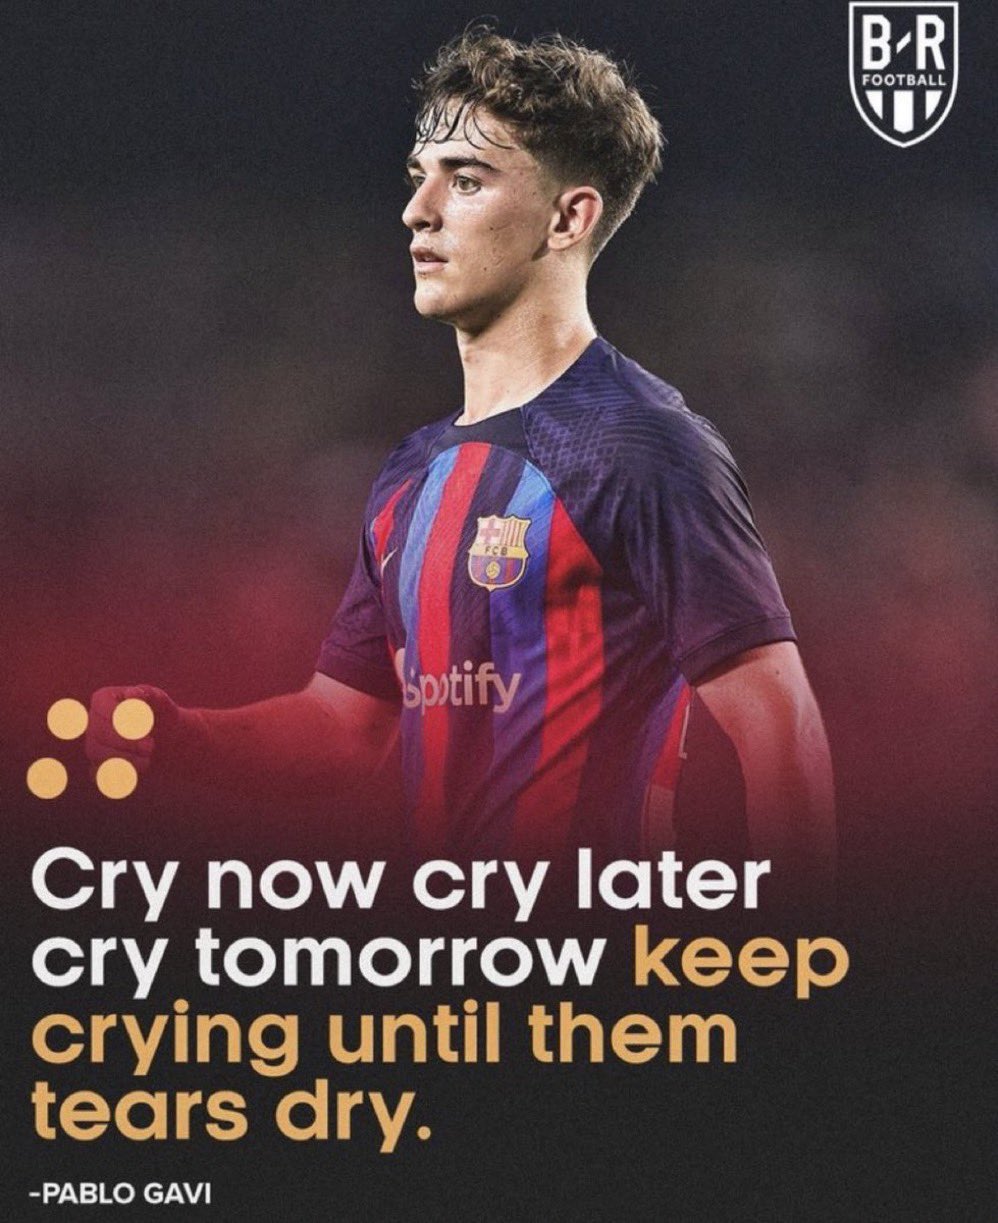 B-R
FOOTBALL
FCB
Spotify
Cry now cry later
cry tomorrow keep
crying until them
tears dry.
-PABLO GAVI